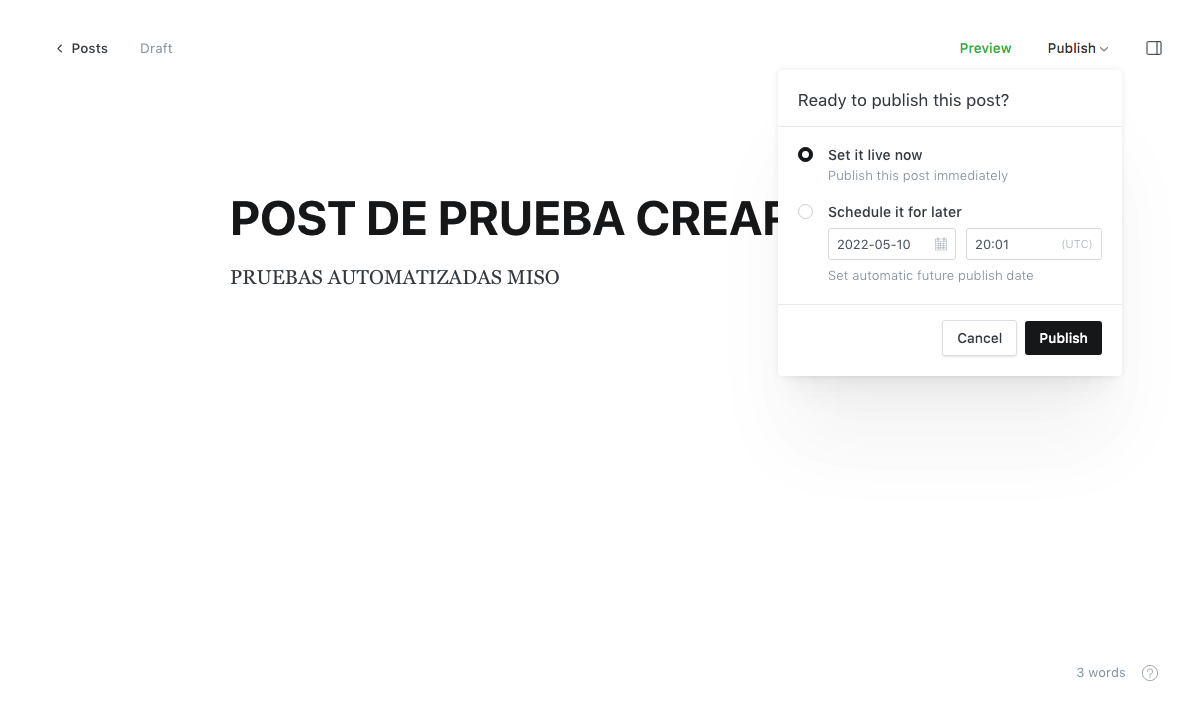 Posts Draft Preview Publish
Ready to publish this post?
Set it live now
Publish this post immediately
Schedule it for later
2022-05-10 20:01 (UTC)
Set automatic future publish date
Cancel Publish
POST DE PRUEBA
PRUEBAS AUTOMATIZADAS MISO
3 words